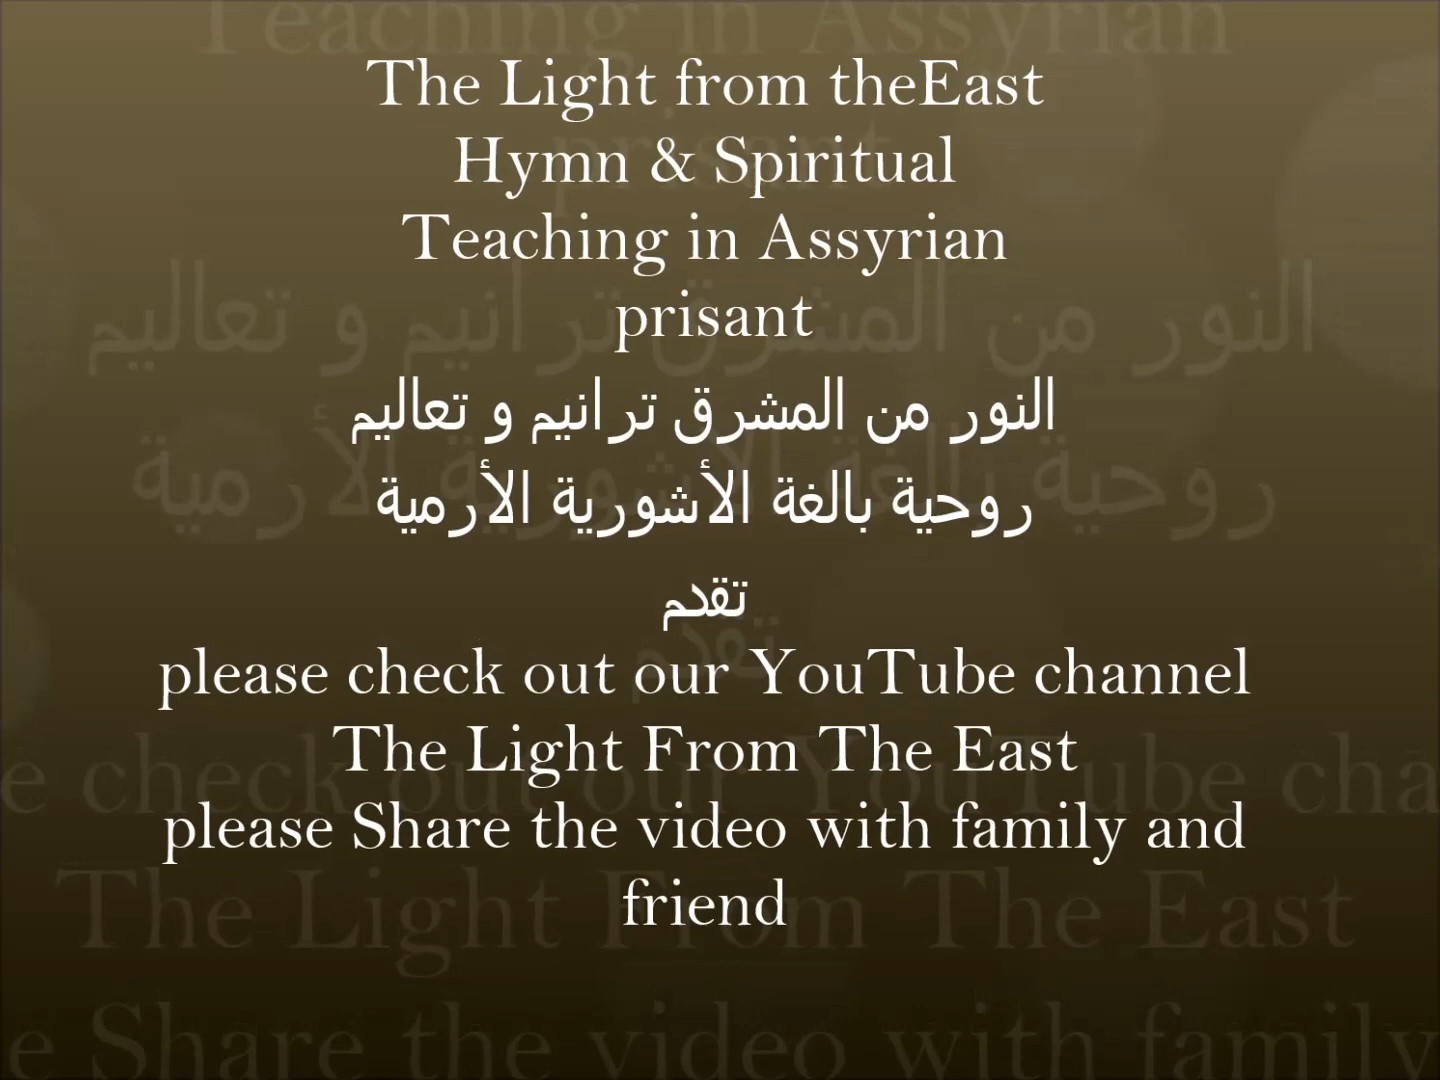 The Light from theEast
Hymn & Spiritual
Teaching in Assyrian
prisant
النور من المشرق ترانيم و تعاليم
روحية بالغة الأشورية الأرمية
تقدم
please check out our YouTube channel
The Light From The East
please Share the video with family and
friend